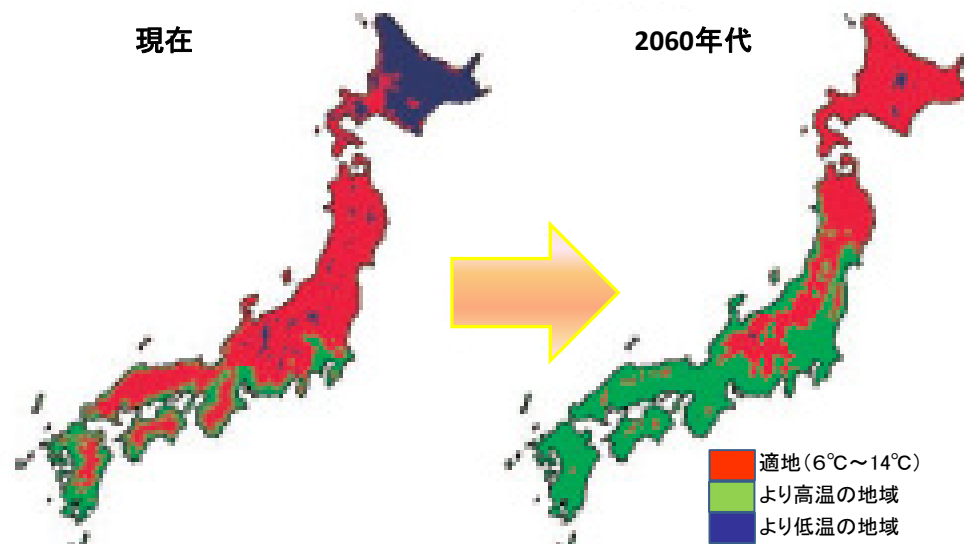 現在
2060年代
適地(6℃~14℃)
より高温の地域
より低温の地域